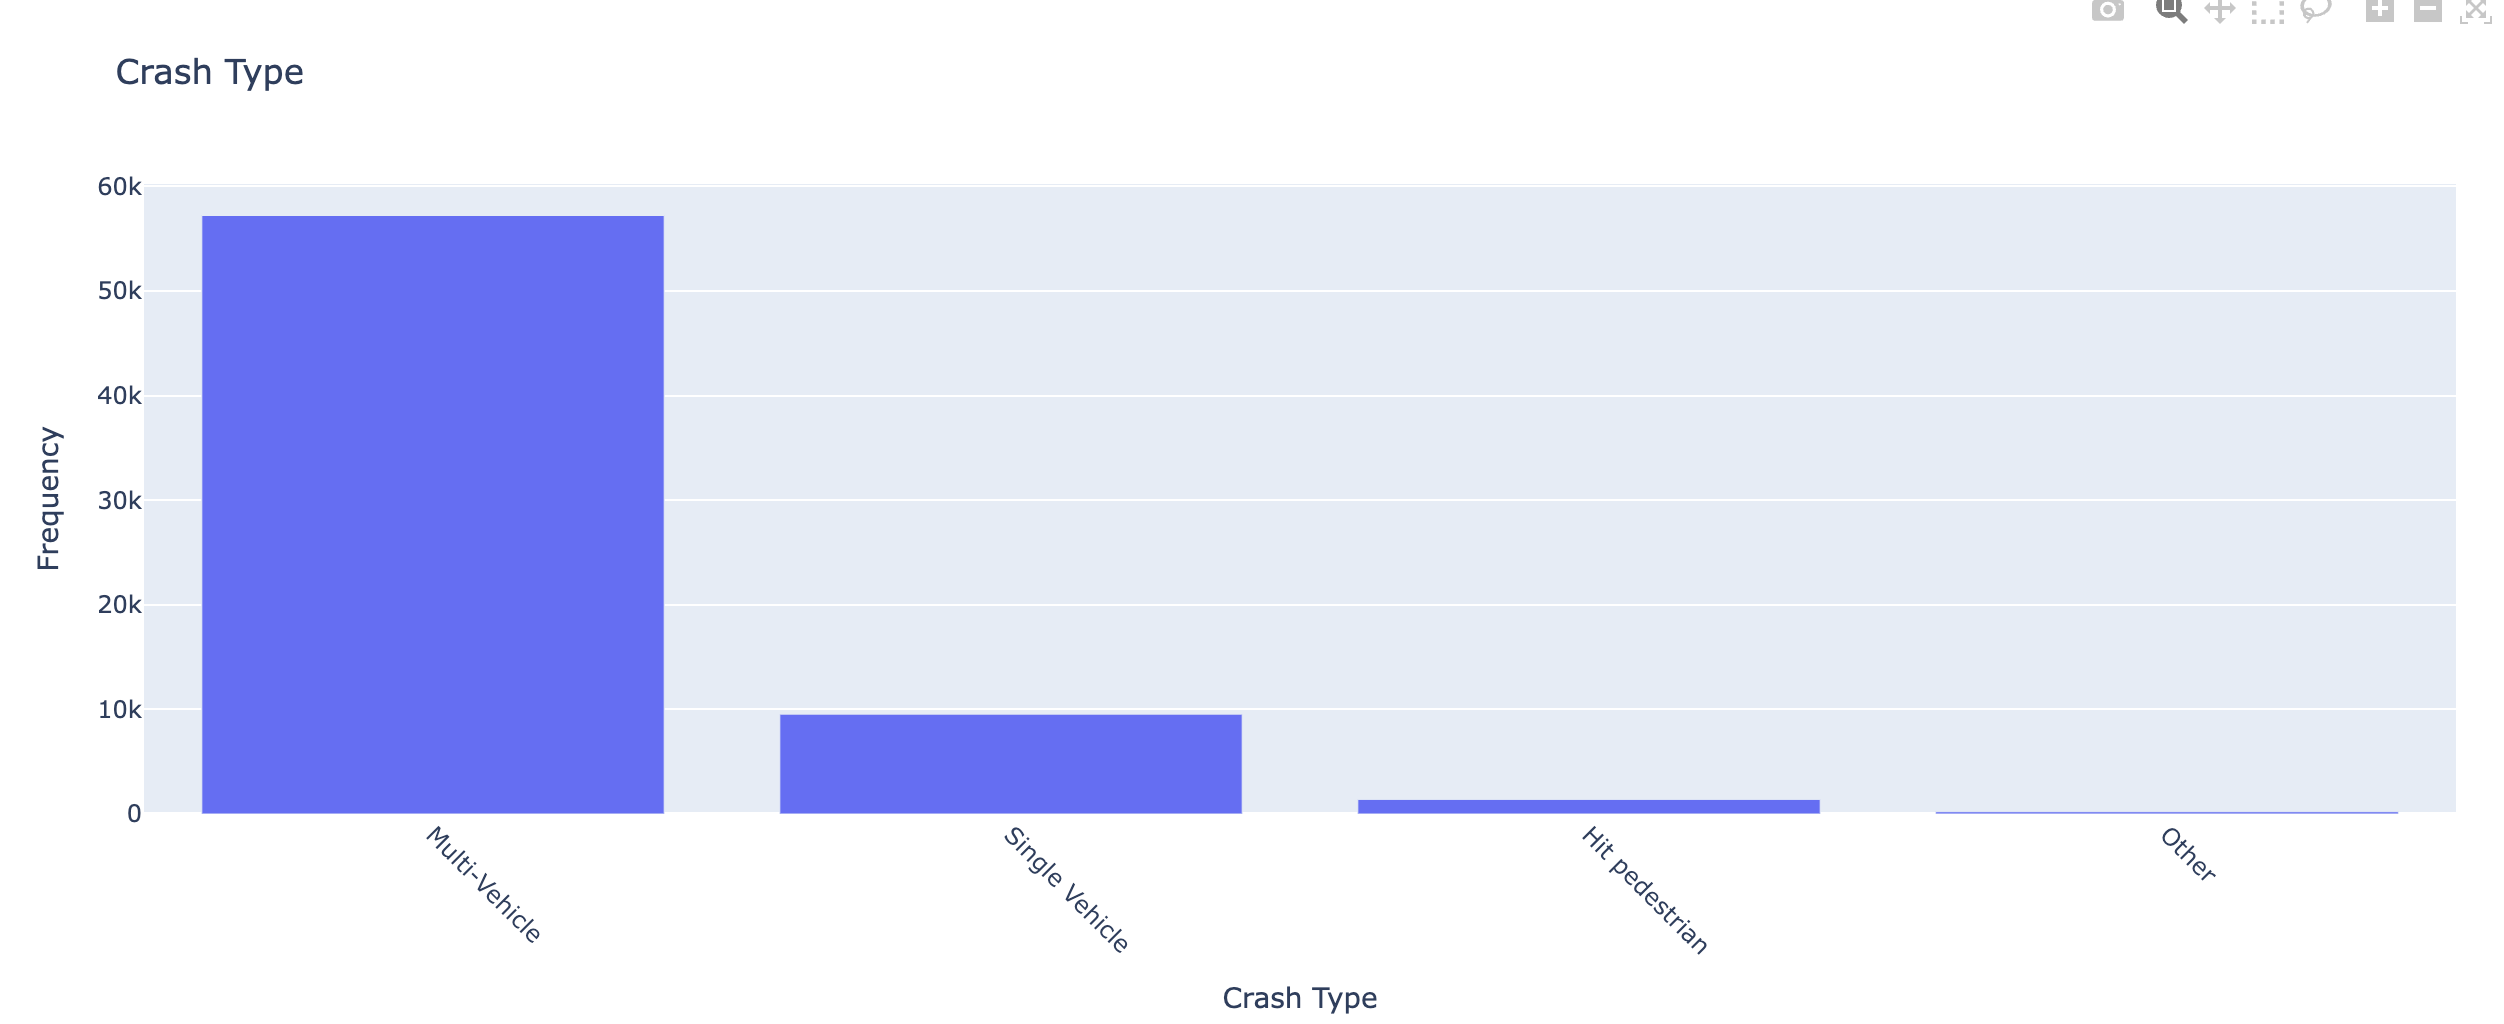 Crash Type
60k
50k
40k
30k
20k
10k
0
Frequency
Multi-Vehicle
Single Vehicle
Hit pedestrian
Other
Crash Type